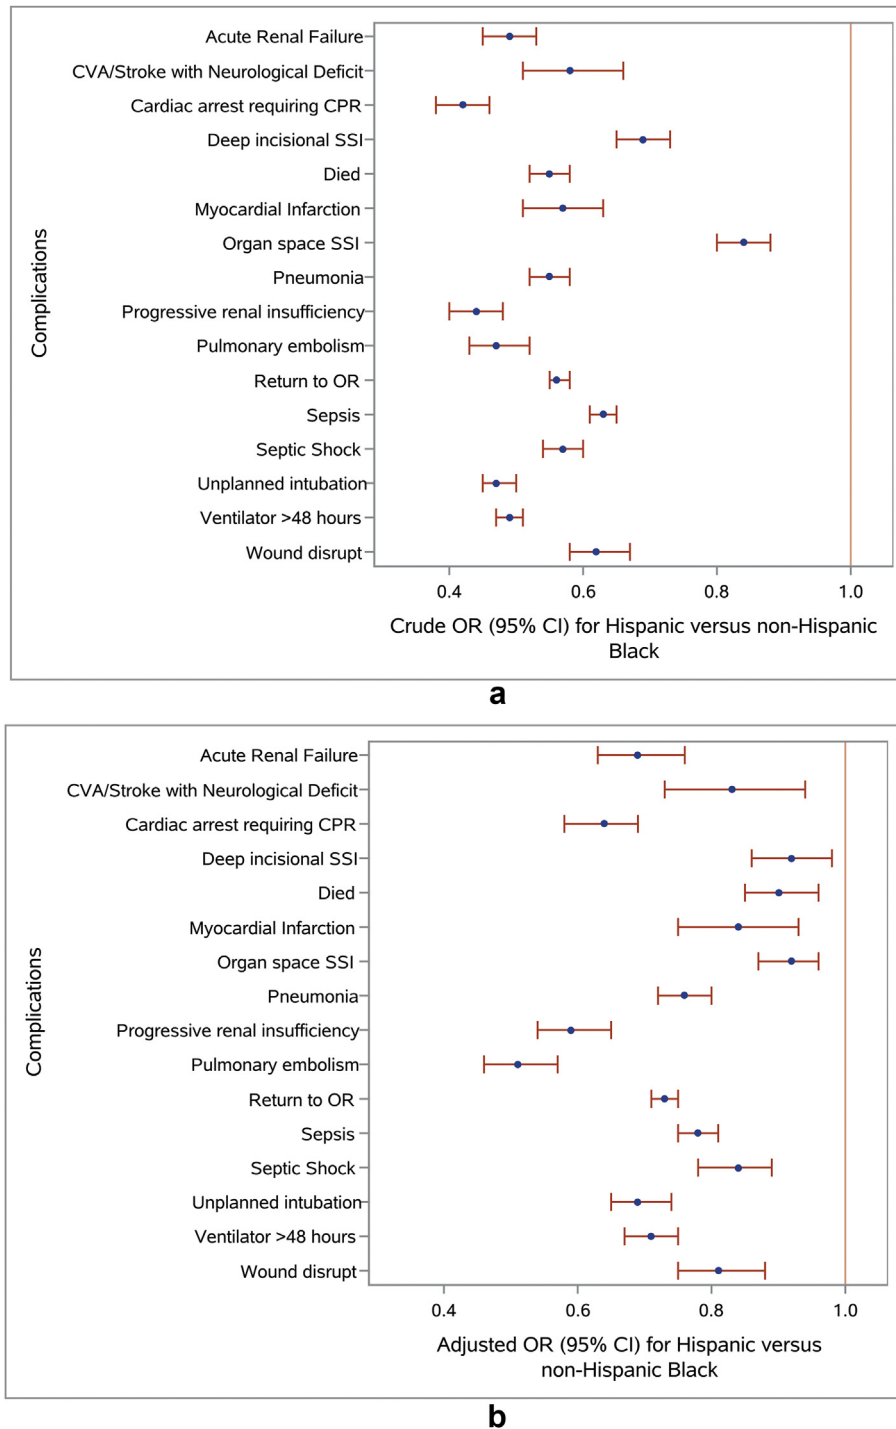 Complications
Acute Renal Failure
CVA/Stroke with Neurological Deficit
Cardiac arrest requiring CPR
Deep incisional SSI
Died
Myocardial Infarction
Organ space SSI
Pneumonia
Progressive renal insufficiency
Pulmonary embolism
Return to OR
Sepsis
Septic Shock
Unplanned intubation
Ventilator >48 hours
Wound disrupt
0.4 0.6 0.8 1.0
Crude OR (95% CI) for Hispanic versus non-Hispanic
Black
a
Complications
Acute Renal Failure
CVA/Stroke with Neurological Deficit
Cardiac arrest requiring CPR
Deep incisional SSI
Died
Myocardial Infarction
Organ space SSI
Pneumonia
Progressive renal insufficiency
Pulmonary embolism
Return to OR
Sepsis
Septic Shock
Unplanned intubation
Ventilator >48 hours
Wound disrupt
0.4 0.6 0.8 1.0
Adjusted OR (95% CI) for Hispanic versus
non-Hispanic Black
b